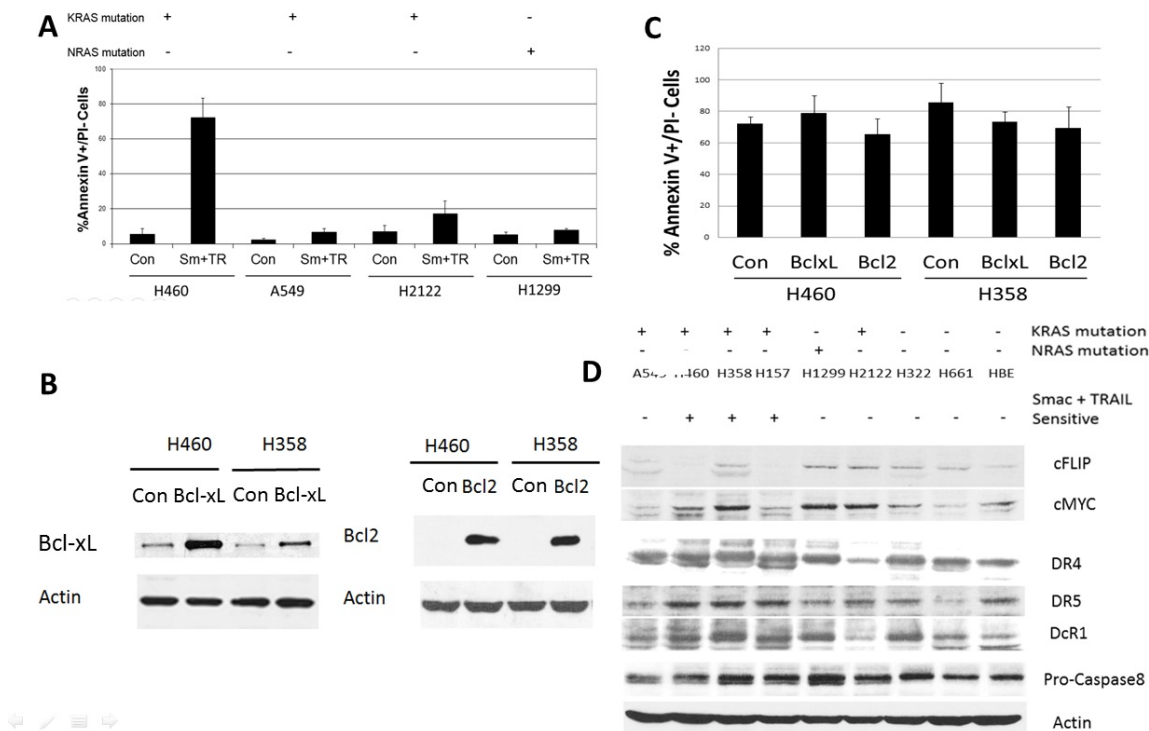 A
KRAS mutation + + + -
NRAS mutation - - - +
%Annexin V+/PI- Cells
100
80
60
40
20
0
Con Sm+TR Con Sm+TR Con Sm+TR Con Sm+TR
H460 A549 H2122 H1299
C
% Annexin V+/PI- Cells
120
100
80
60
40
20
0
Con BclxL Bcl2 Con BclxL Bcl2
H460 H358
B
H460 H358
Con Bcl-xL Con Bcl-xL
Bcl-xL
Actin
H460 H358
Con Bcl2 Con Bcl2
Bcl2
Actin
D
+ + + + - + - - - KRAS mutation
- - - - + - - - - NRAS mutation
H358 H157 H1299 H2122 H322 H661 HBE
Smac + TRAIL
- + + + - - - - - Sensitive
cFLIP
cMYC
DR4
DR5
DcR1
Pro-Caspase8
Actin